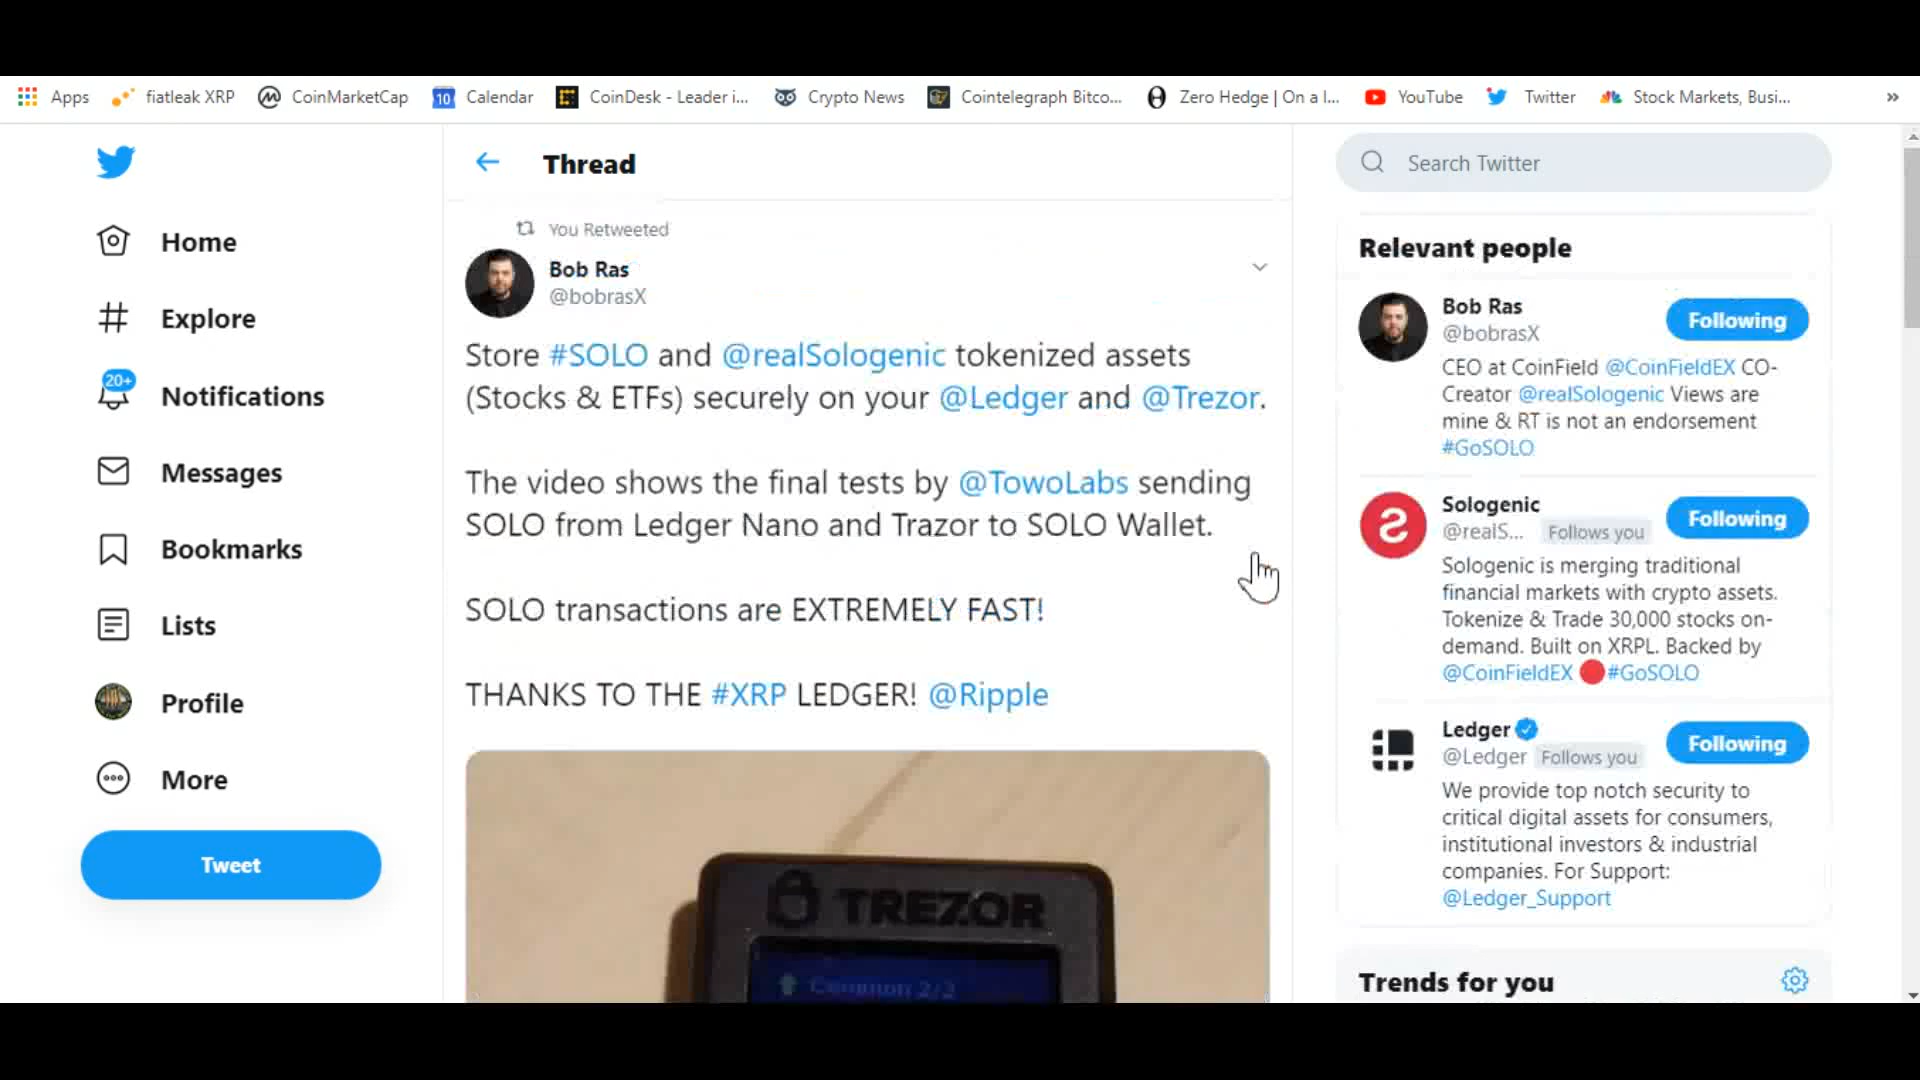 Apps fiatleak XRP CoinMarketCap 10 Calendar CoinDesk - Leader i... Crypto News Cointelegraph Bitco... Zero Hedge | On a l... YouTube Twitter Stock Markets, Busi... »
Thread
Search Twitter
Home
Explore
20+
Notifications
Messages
Bookmarks
Lists
Profile
More
Tweet
You Retweeted
Bob Ras
@bobrasX
Store #SOLO and @realSologenic tokenized assets
(Stocks & ETFs) securely on your @Ledger and @Trezor.
The video shows the final tests by @TowoLabs sending
SOLO from Ledger Nano and Trazor to SOLO Wallet.
SOLO transactions are EXTREMELY FAST!
THANKS TO THE #XRP LEDGER! @Ripple
TREZOR
Common 2/2
Relevant people
Bob Ras
@bobrasX
Following
CEO at CoinField @CoinFieldEX CO-
Creator @realSologenic Views are
mine & RT is not an endorsement
#GoSOLO
Sologenic
@realS... Follows you
Following
Sologenic is merging traditional
financial markets with crypto assets.
Tokenize & Trade 30,000 stocks on-
demand. Built on XRPL. Backed by
@CoinFieldEX #GoSOLO
Ledger
@Ledger Follows you
Following
We provide top notch security to
critical digital assets for consumers,
institutional investors & industrial
companies. For Support:
@Ledger_Support
Trends for you